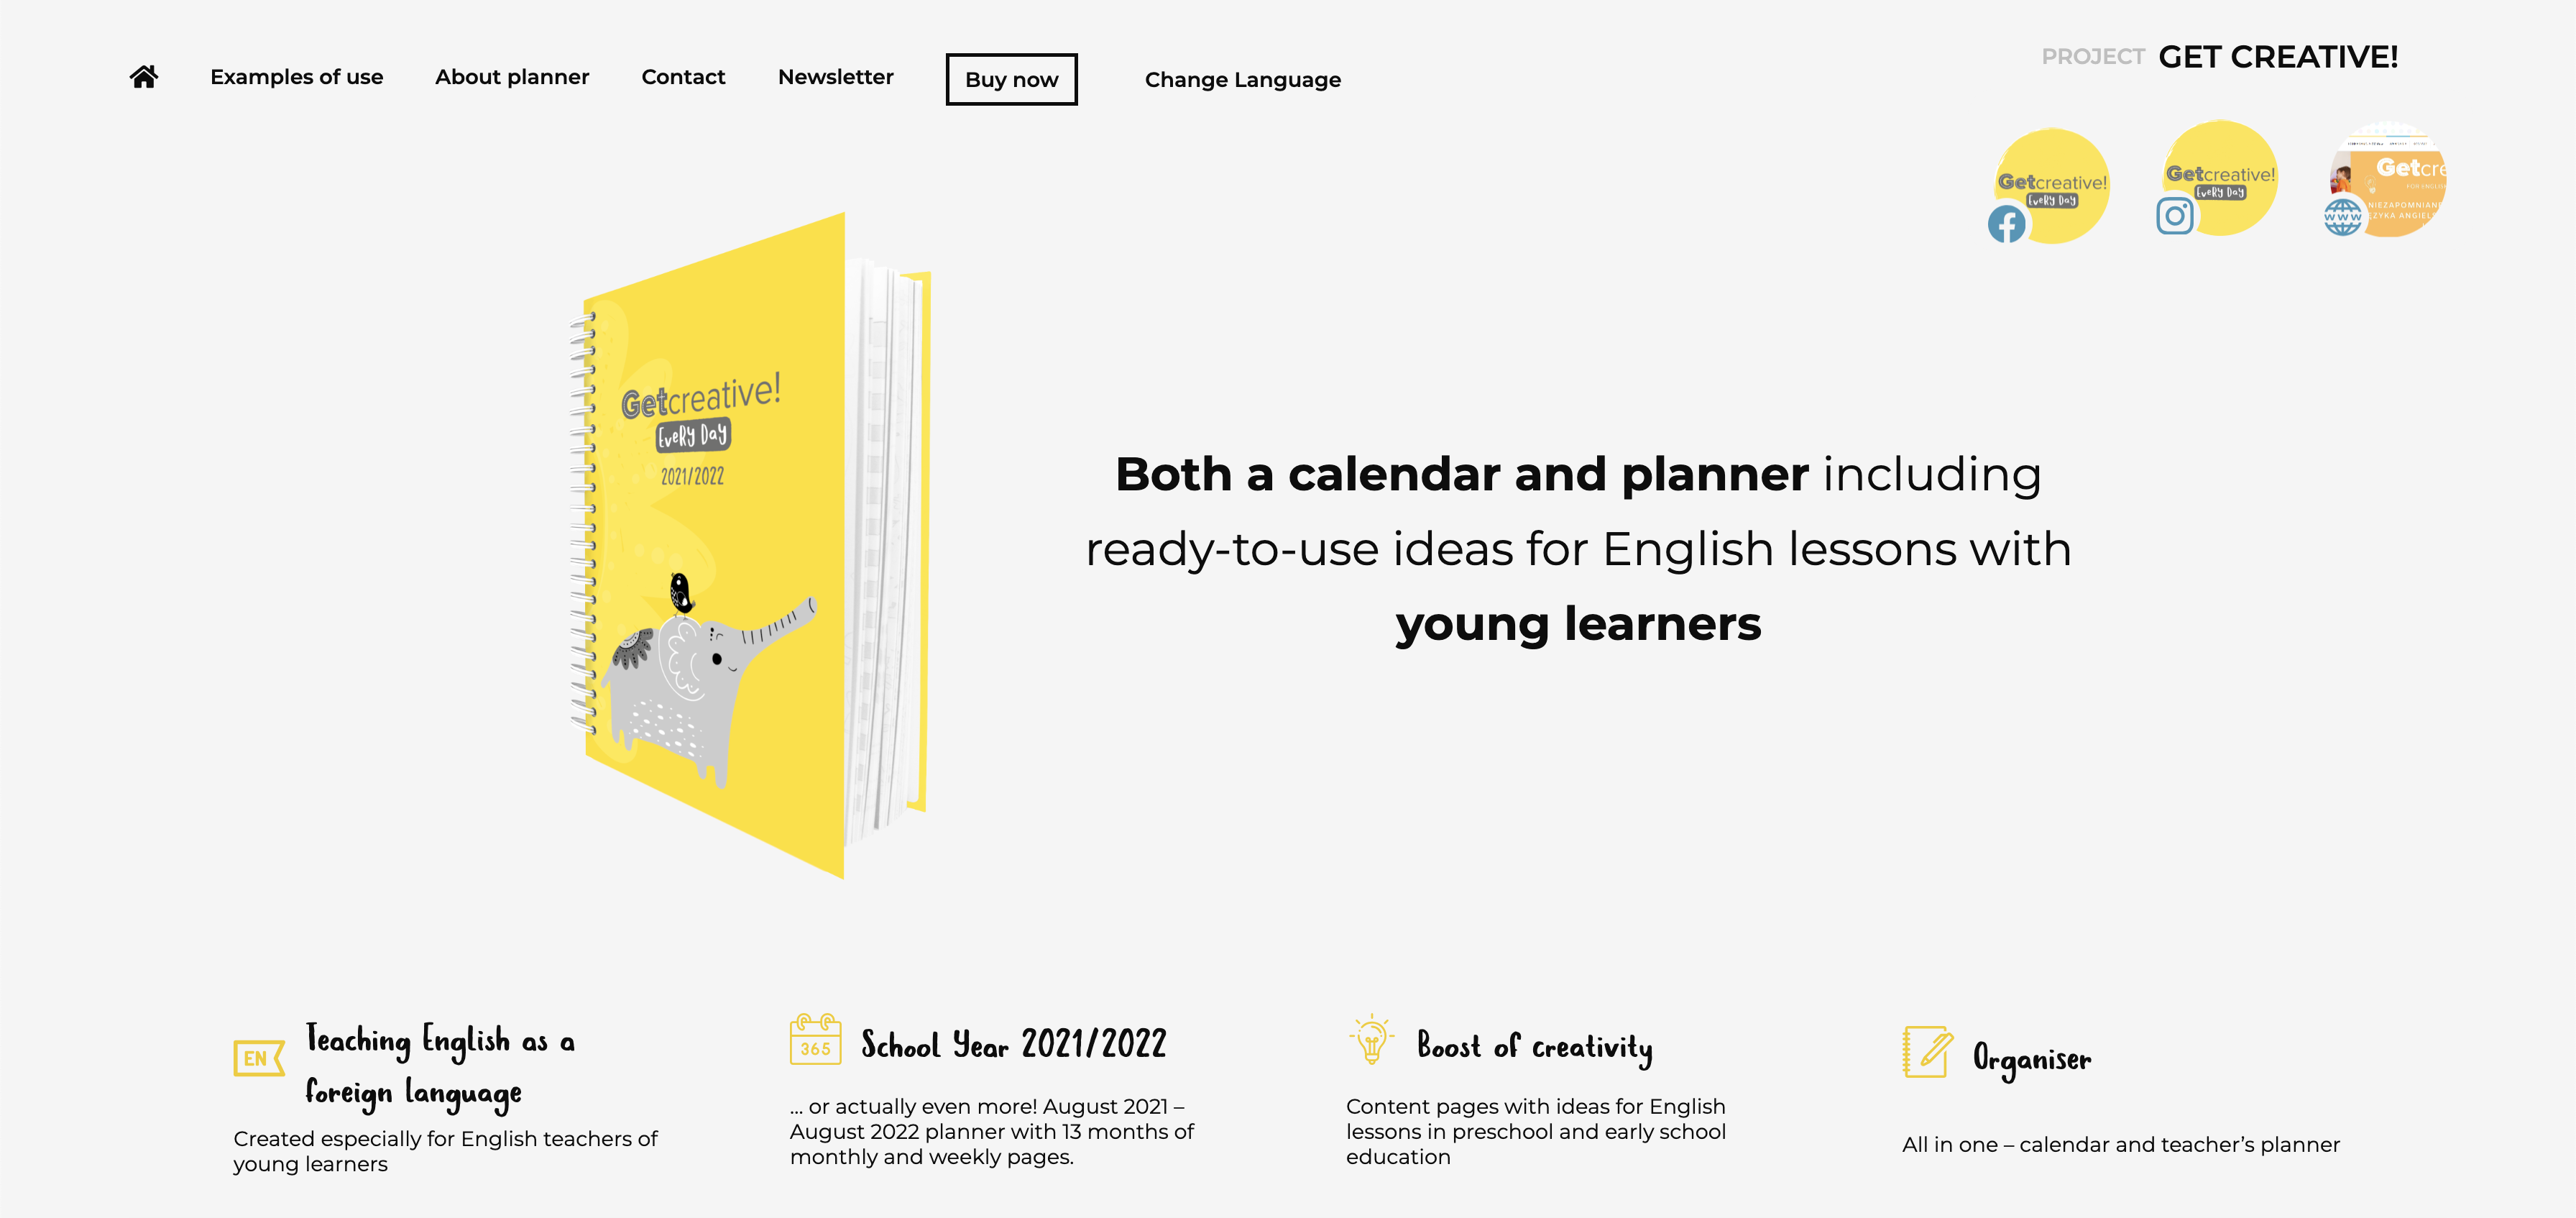 Examples of use
About planner
Contact
Newsletter
Buy now
Change Language
PROJECT GET CREATIVE!
Getcreative!
EveRy Day
Getcreative!
EveRy Day
Getcre
NIEZAPOMNIANE
ĘZYKA ANGIELS
www
Getcreative!
EveRy Day
2021/2022
Both a calendar and planner including
ready-to-use ideas for English lessons with
young learners
EN
Teaching English as a
foreign language
Created especially for English teachers of
young learners
365
School Year 2021/2022
... or actually even more! August 2021 –
August 2022 planner with 13 months of
monthly and weekly pages.
Boost of creativity
Content pages with ideas for English
lessons in preschool and early school
education
Organiser
All in one – calendar and teacher’s planner